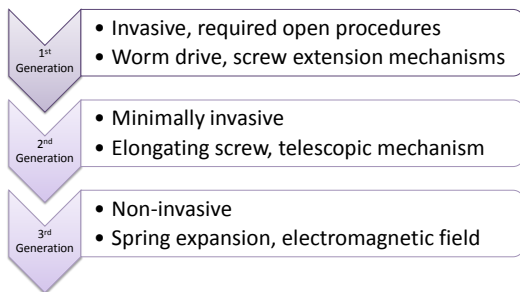 1st
Generation
• Invasive, required open procedures
• Worm drive, screw extension mechanisms
2nd
Generation
• Minimally invasive
• Elongating screw, telescopic mechanism
3rd
Generation
• Non-invasive
• Spring expansion, electromagnetic field